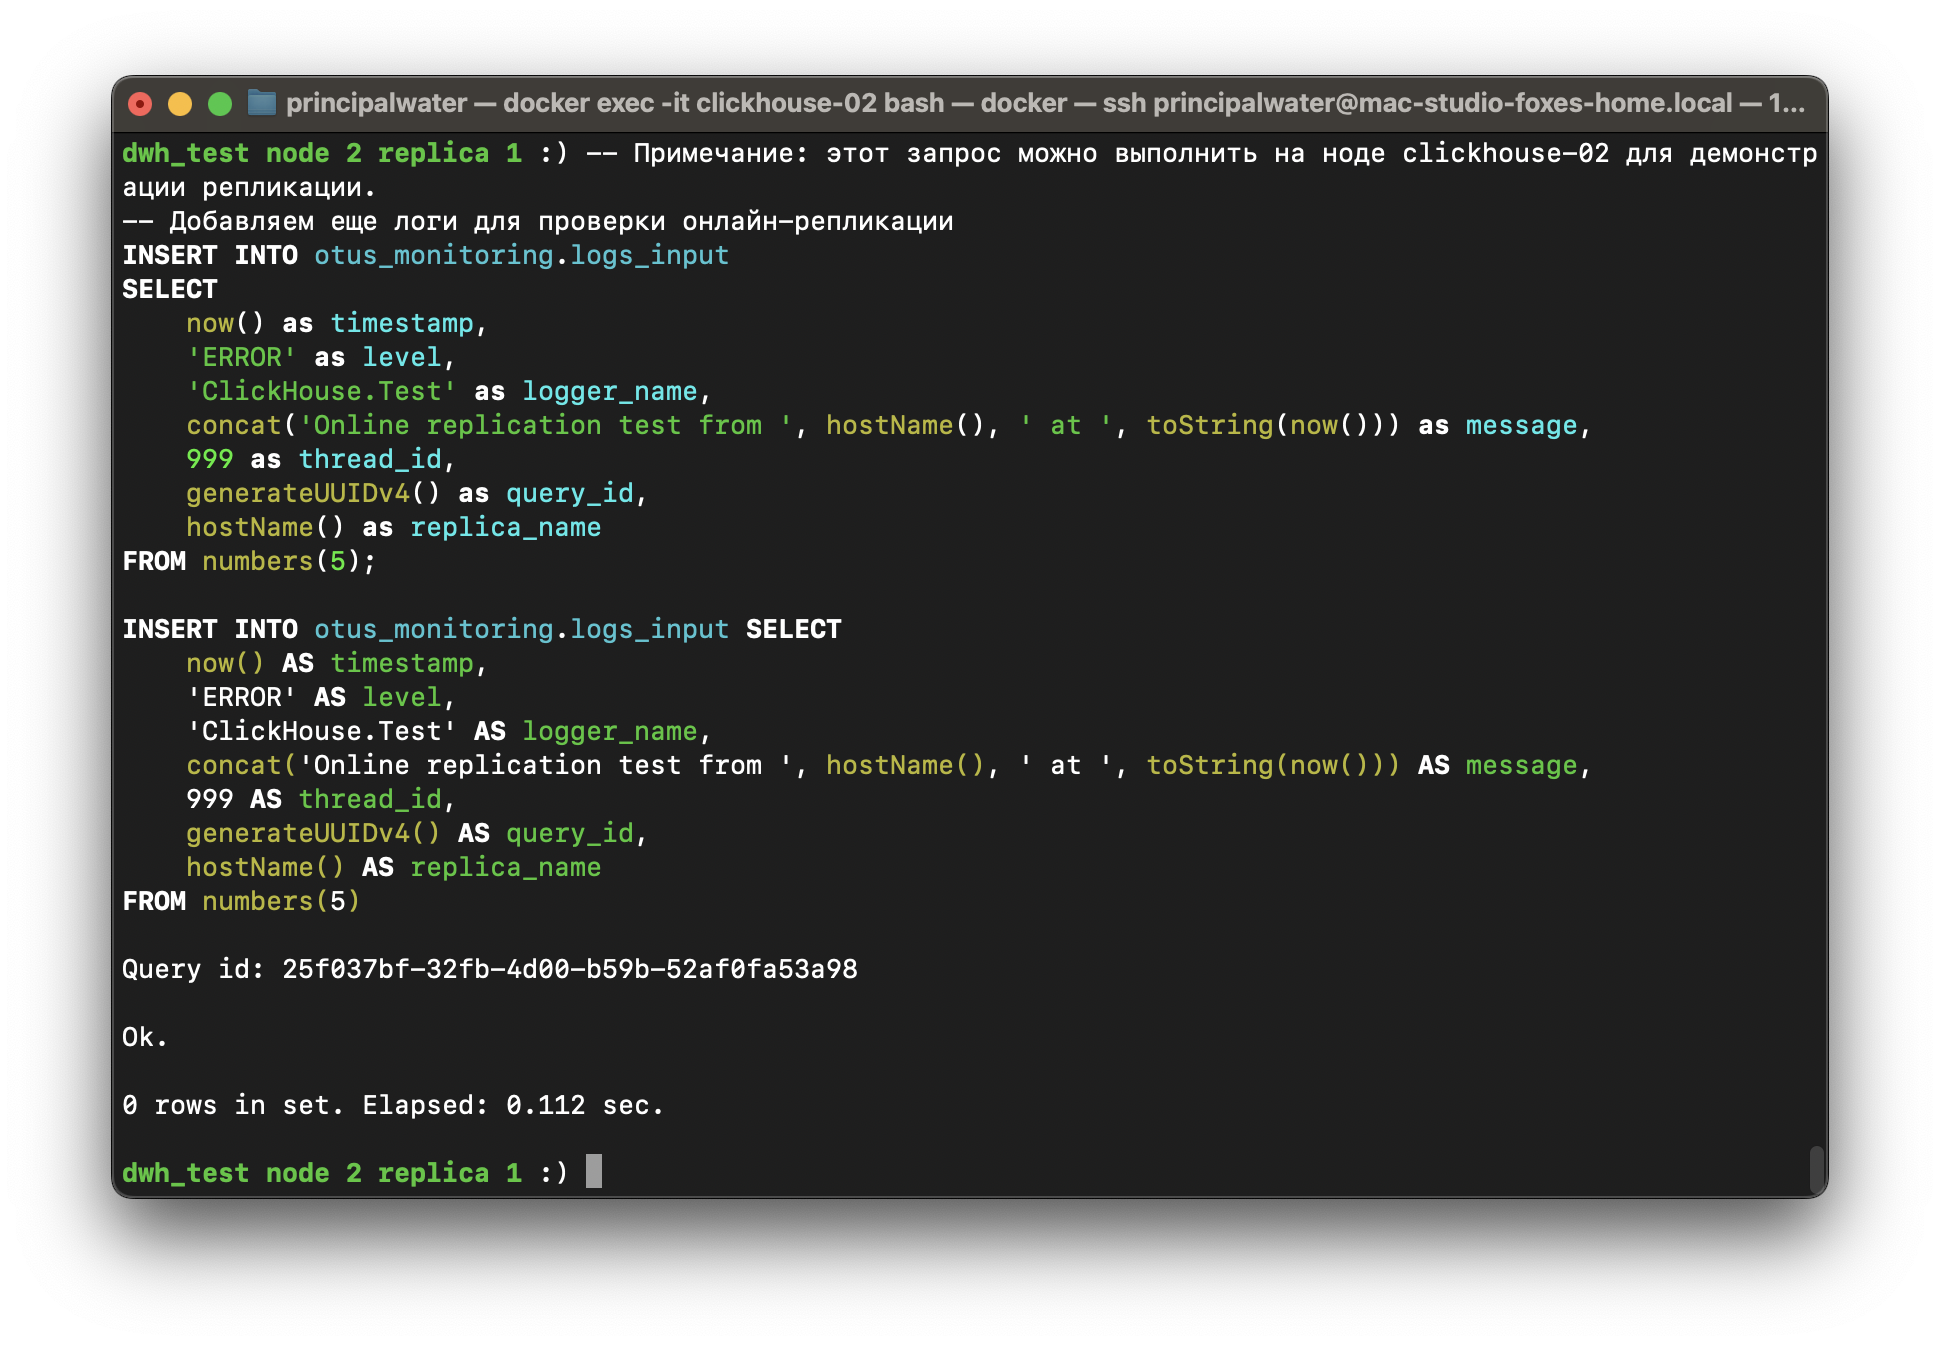 principalwater — docker exec -it clickhouse-02 bash — docker — ssh principalwater@mac-studio-foxes-home.local — 1...
dwh_test node 2 replica 1 :) -- Примечание: этот запрос можно выполнить на ноде clickhouse-02 для демонстр
ации репликации.
-- Добавляем еще логи для проверки онлайн-репликации
INSERT INTO otus_monitoring.logs_input
SELECT
    now() as timestamp,
    'ERROR' as level,
    'ClickHouse.Test' as logger_name,
    concat('Online replication test from ', hostName(), ' at ', toString(now())) as message,
    999 as thread_id,
    generateUUIDv4() as query_id,
    hostName() as replica_name
FROM numbers(5);
INSERT INTO otus_monitoring.logs_input SELECT
    now() AS timestamp,
    'ERROR' AS level,
    'ClickHouse.Test' AS logger_name,
    concat('Online replication test from ', hostName(), ' at ', toString(now())) AS message,
    999 AS thread_id,
    generateUUIDv4() AS query_id,
    hostName() AS replica_name
FROM numbers(5)
Query id: 25f037bf-32fb-4d00-b59b-52af0fa53a98
Ok.
0 rows in set. Elapsed: 0.112 sec.
dwh_test node 2 replica 1 :)